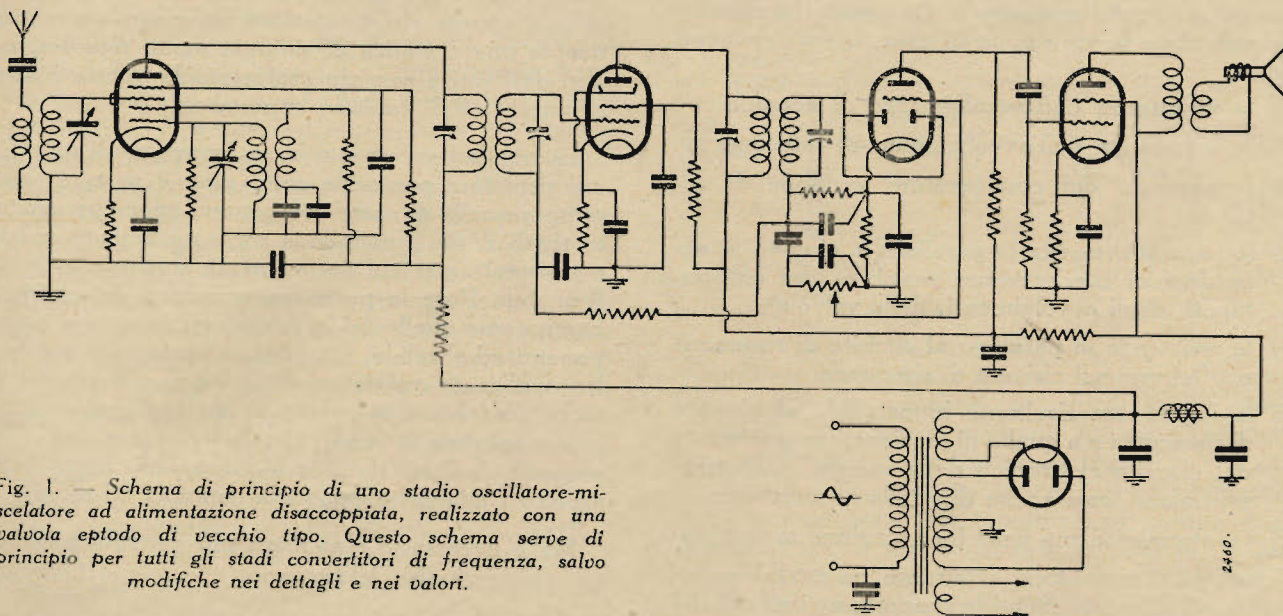 Fig. 1. — Schema di principio di uno stadio oscillatore-mi-
scelatore ad alimentazione disaccoppiata, realizzato con una
valvola eptodo di vecchio tipo. Questo schema serve di
principio per tutti gli stadi convertitori di frequenza, salvo
modifiche nei dettagli e nei valori.
2460.